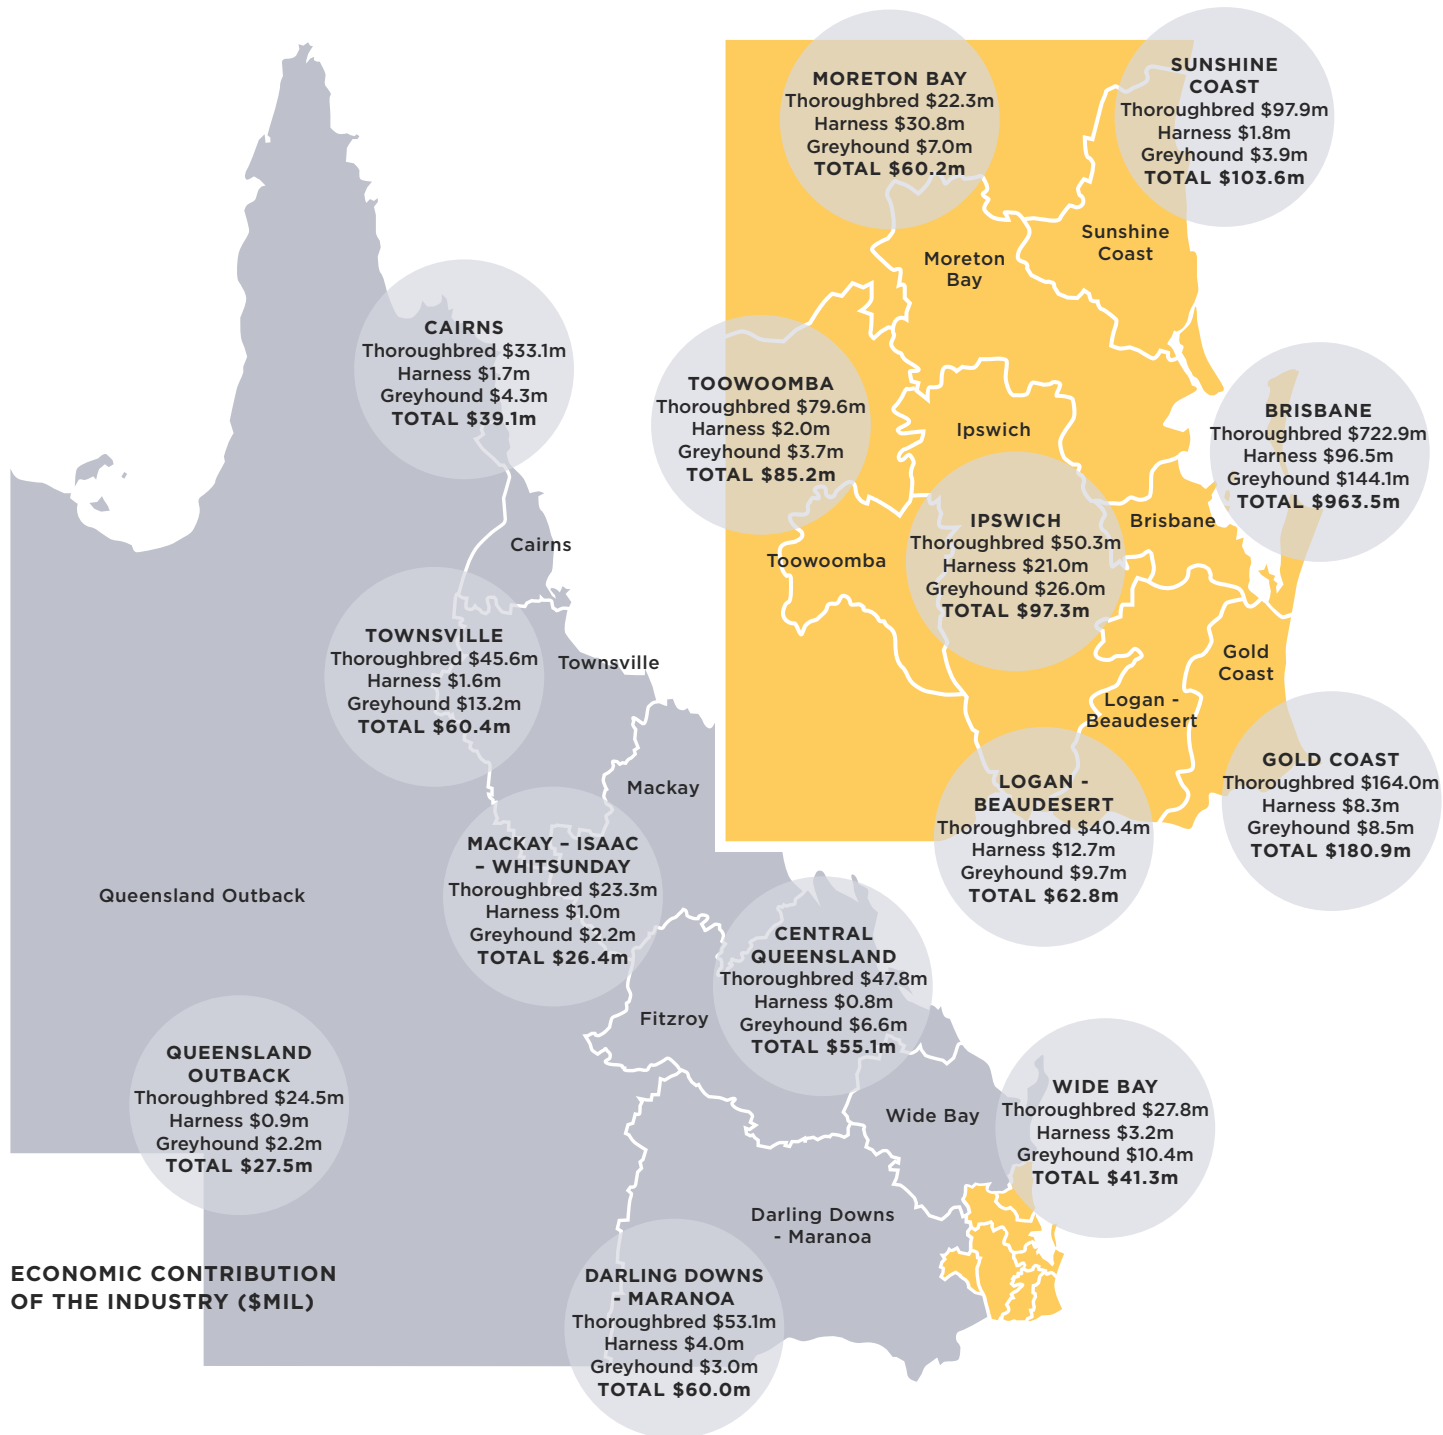 MORETON BAY
Thoroughbred $22.3m
Harness $30.8m
Greyhound $7.0m
TOTAL $60.2m
SUNSHINE
COAST
Thoroughbred $97.9m
Harness $1.8m
Greyhound $3.9m
TOTAL $103.6m
Sunshine
Coast
Moreton
Bay
CAIRNS
Thoroughbred $33.1m
Harness $1.7m
Greyhound $4.3m
TOTAL $39.1m
TOOWOOMBA
Thoroughbred $79.6m
Harness $2.0m
Greyhound $3.7m
TOTAL $85.2m
Ipswich
BRISBANE
Thoroughbred $722.9m
Harness $96.5m
Greyhound $144.1m
TOTAL $963.5m
IPSWICH
Thoroughbred $50.3m
Harness $21.0m
Greyhound $26.0m
TOTAL $97.3m
Brisbane
Cairns
Toowoomba
TOWNSVILLE
Thoroughbred $45.6m
Harness $1.6m
Greyhound $13.2m
TOTAL $60.4m
Townsville
Gold
Coast
Logan -
Beaudesert
Mackay
LOGAN -
BEAUDESERT
Thoroughbred $40.4m
Harness $12.7m
Greyhound $9.7m
TOTAL $62.8m
GOLD COAST
Thoroughbred $164.0m
Harness $8.3m
Greyhound $8.5m
TOTAL $180.9m
MACKAY – ISAAC
– WHITSUNDAY
Thoroughbred $23.3m
Harness $1.0m
Greyhound $2.2m
TOTAL $26.4m
Queensland Outback
CENTRAL
QUEENSLAND
Thoroughbred $47.8m
Harness $0.8m
Greyhound $6.6m
TOTAL $55.1m
Fitzroy
QUEENSLAND
OUTBACK
Thoroughbred $24.5m
Harness $0.9m
Greyhound $2.2m
TOTAL $27.5m
Wide Bay
WIDE BAY
Thoroughbred $27.8m
Harness $3.2m
Greyhound $10.4m
TOTAL $41.3m
Darling Downs
- Maranoa
DARLING DOWNS
- MARANOA
Thoroughbred $53.1m
Harness $4.0m
Greyhound $3.0m
TOTAL $60.0m
ECONOMIC CONTRIBUTION
OF THE INDUSTRY ($MIL)